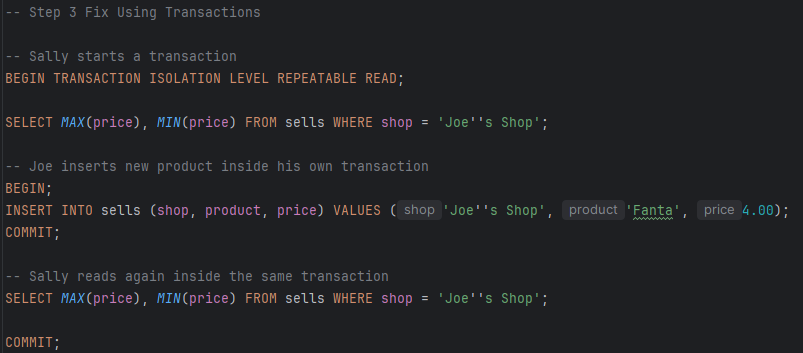 -- Step 3 Fix Using Transactions
-- Sally starts a transaction
BEGIN TRANSACTION ISOLATION LEVEL REPEATABLE READ;
SELECT MAX(price), MIN(price) FROM sells WHERE shop = 'Joe''s Shop';
-- Joe inserts new product inside his own transaction
BEGIN;
INSERT INTO sells (shop, product, price) VALUES ( shop 'Joe''s Shop', product 'Fanta', price 4.00);
COMMIT;
-- Sally reads again inside the same transaction
SELECT MAX(price), MIN(price) FROM sells WHERE shop = 'Joe''s Shop';
COMMIT;